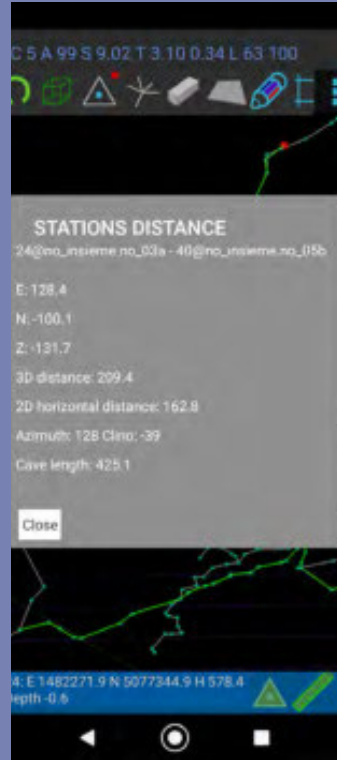 C 5 A 99 S 9.02 T 3.10 0.34 L 63 100
STATIONS DISTANCE
24@no_insieme.no_03a - 40@no_insieme.no_05b
E: 128.4
N: -100.1
Z: -131.7
3D distance: 209.4
2D horizontal distance: 162.8
Azimuth: 128 Clino: -39
Cave length: 425.1
Close
4: E 1482271.9 N 5077344.9 H 578.4
epth -0.6